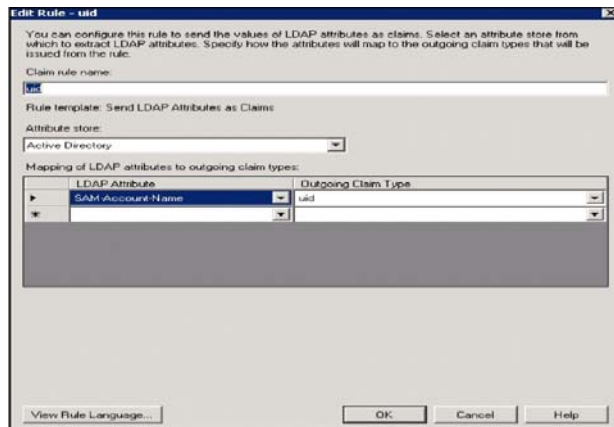 Edit Rule - uid
You can configure this rule to send the values of LDAP attributes as claims. Select an attribute store from
which to extract LDAP attributes. Specify how the attributes will map to the outgoing claim types that will be
issued from the rule.
Claim rule name:
uid
Rule template: Send LDAP Attributes as Claims
Attribute store:
Active Directory
Mapping of LDAP attributes to outgoing claim types:
LDAP Attribute Outgoing Claim Type
SAM-Account-Name uid
View Rule Language... OK Cancel Help